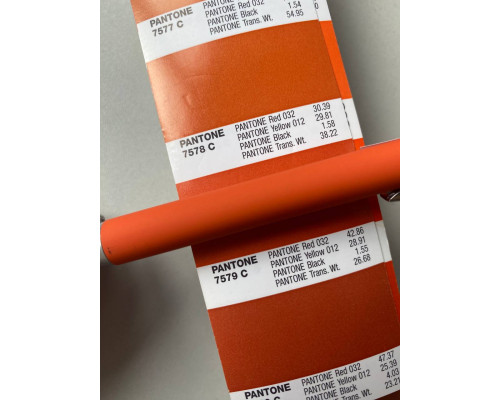 PANTONE
7577 C
PANTONE Red 032 1.54
PANTONE Black 54.95
PANTONE Trans. Wt.
PANTONE
7578 C
PANTONE Red 032 30.39
PANTONE Yellow 012 29.81
PANTONE Black 1.58
PANTONE Trans. Wt. 38.22
PANTONE
7579 C
PANTONE Red 032 42.86
PANTONE Yellow 012 28.91
PANTONE Black 1.55
PANTONE Trans. Wt. 26.68
PANTONE
PANTONE Red 032 47.37
PANTONE Yellow 012 25.39
PANTONE Black 4.03
PANTONE Trans. Wt. 23.21